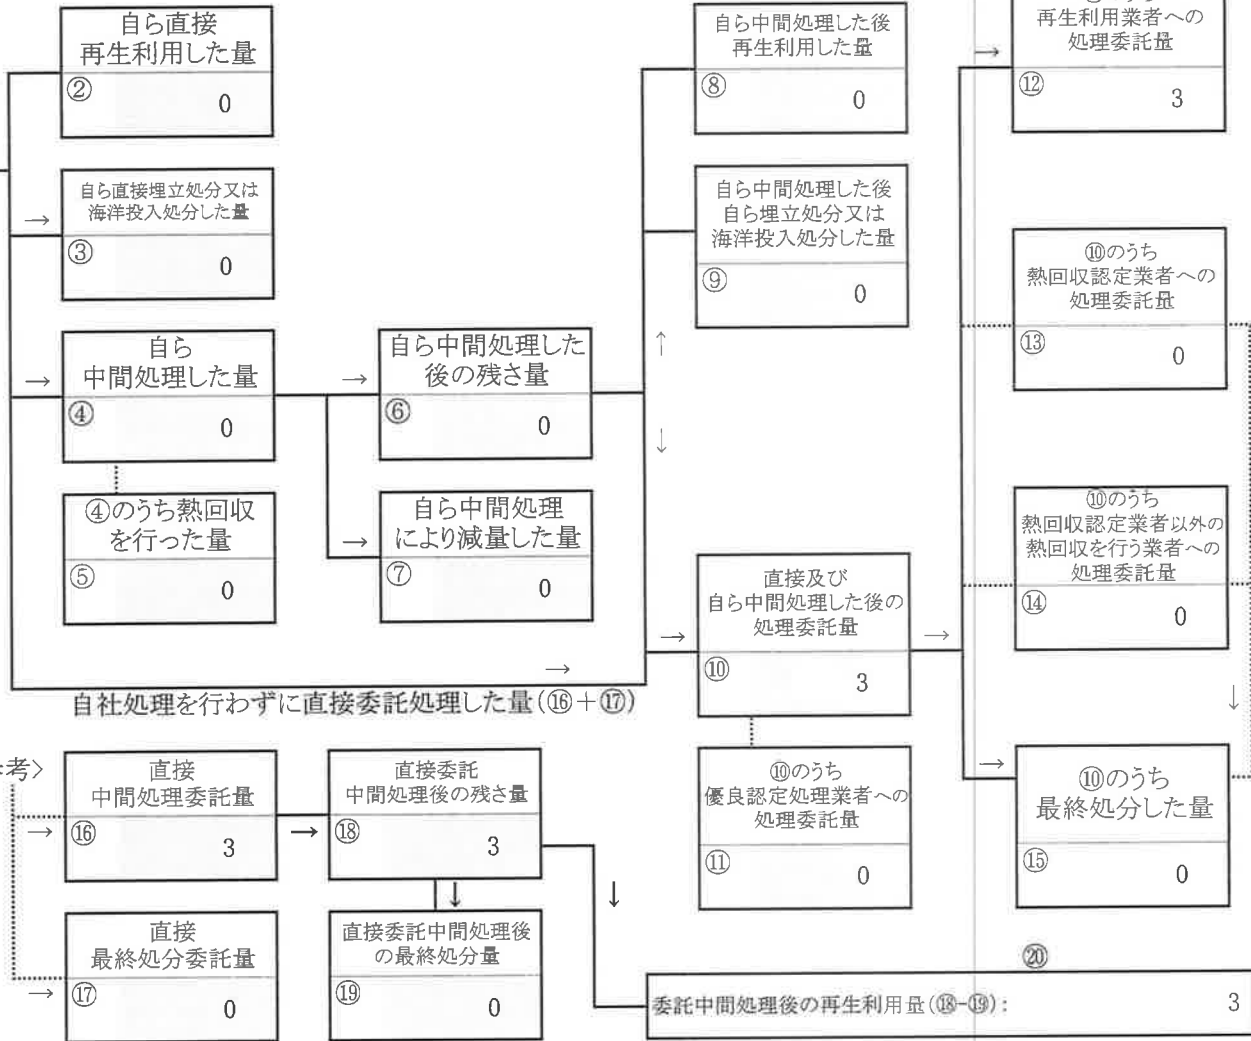 自ら直接
再生利用した量
② 0
自ら直接埋立処分又は
→ 海洋投入処分した量
③ 0
自ら
→ 中間処理した量
④ 0
④のうち熱回収
を行った量
⑤ 0
自ら中間処理した
→ 後の残さ量
⑥ 0
自ら中間処理
→ により減量した量
⑦ 0
自ら中間処理した後
再生利用した量
⑧ 0
自ら中間処理した後
自ら埋立処分又は
海洋投入処分した量
⑨ 0
↑
↓
直接及び
自ら中間処理した後の
→ 処理委託量 →
⑩ 3
⑩のうち
優良認定処理業者への
処理委託量
⑪ 0
再生利用業者への
→ 処理委託量
⑫ 3
⑩のうち
熱回収認定業者への
処理委託量
⑬ 0
⑩のうち
熱回収認定業者以外の
熱回収を行う業者への
処理委託量
⑭ 0
↓
→ ⑩のうち
最終処分した量
⑮ 0
→
自社処理を行わずに直接委託処理した量(⑯+⑰)
考>
直接
中間処理委託量
→ ⑯ 3
直接
最終処分委託量
→ ⑰ 0
直接委託
中間処理後の残さ量
→ ⑱ 3
↓ ↓
直接委託中間処理後
の最終処分量
⑲ 0
⑳
委託中間処理後の再生利用量(⑱-⑲): 3